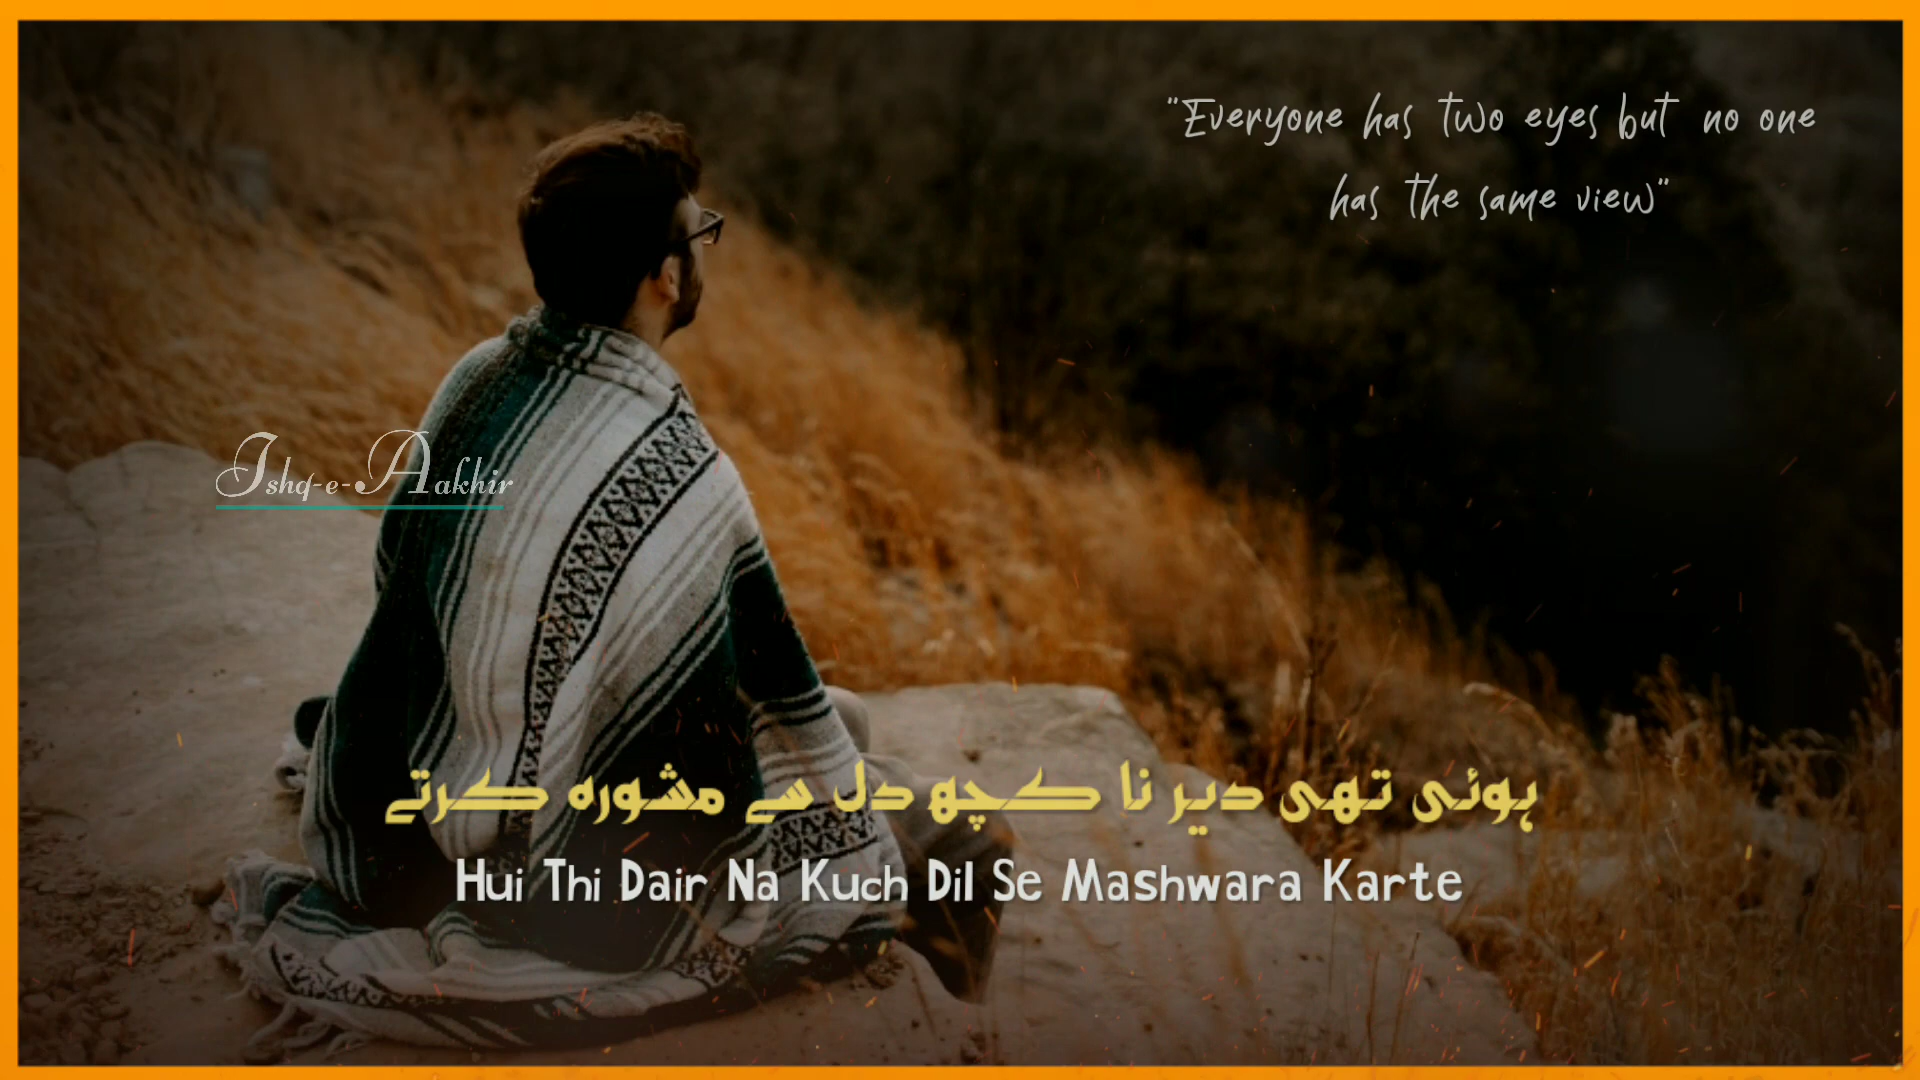 "Everyone has two eyes but no one
has the same view"
Ishq-e-Aakhir
ہوئی تھی دیر نا کچھ دل سے مشورہ کرتے
Hui Thi Dair Na Kuch Dil Se Mashwara Karte